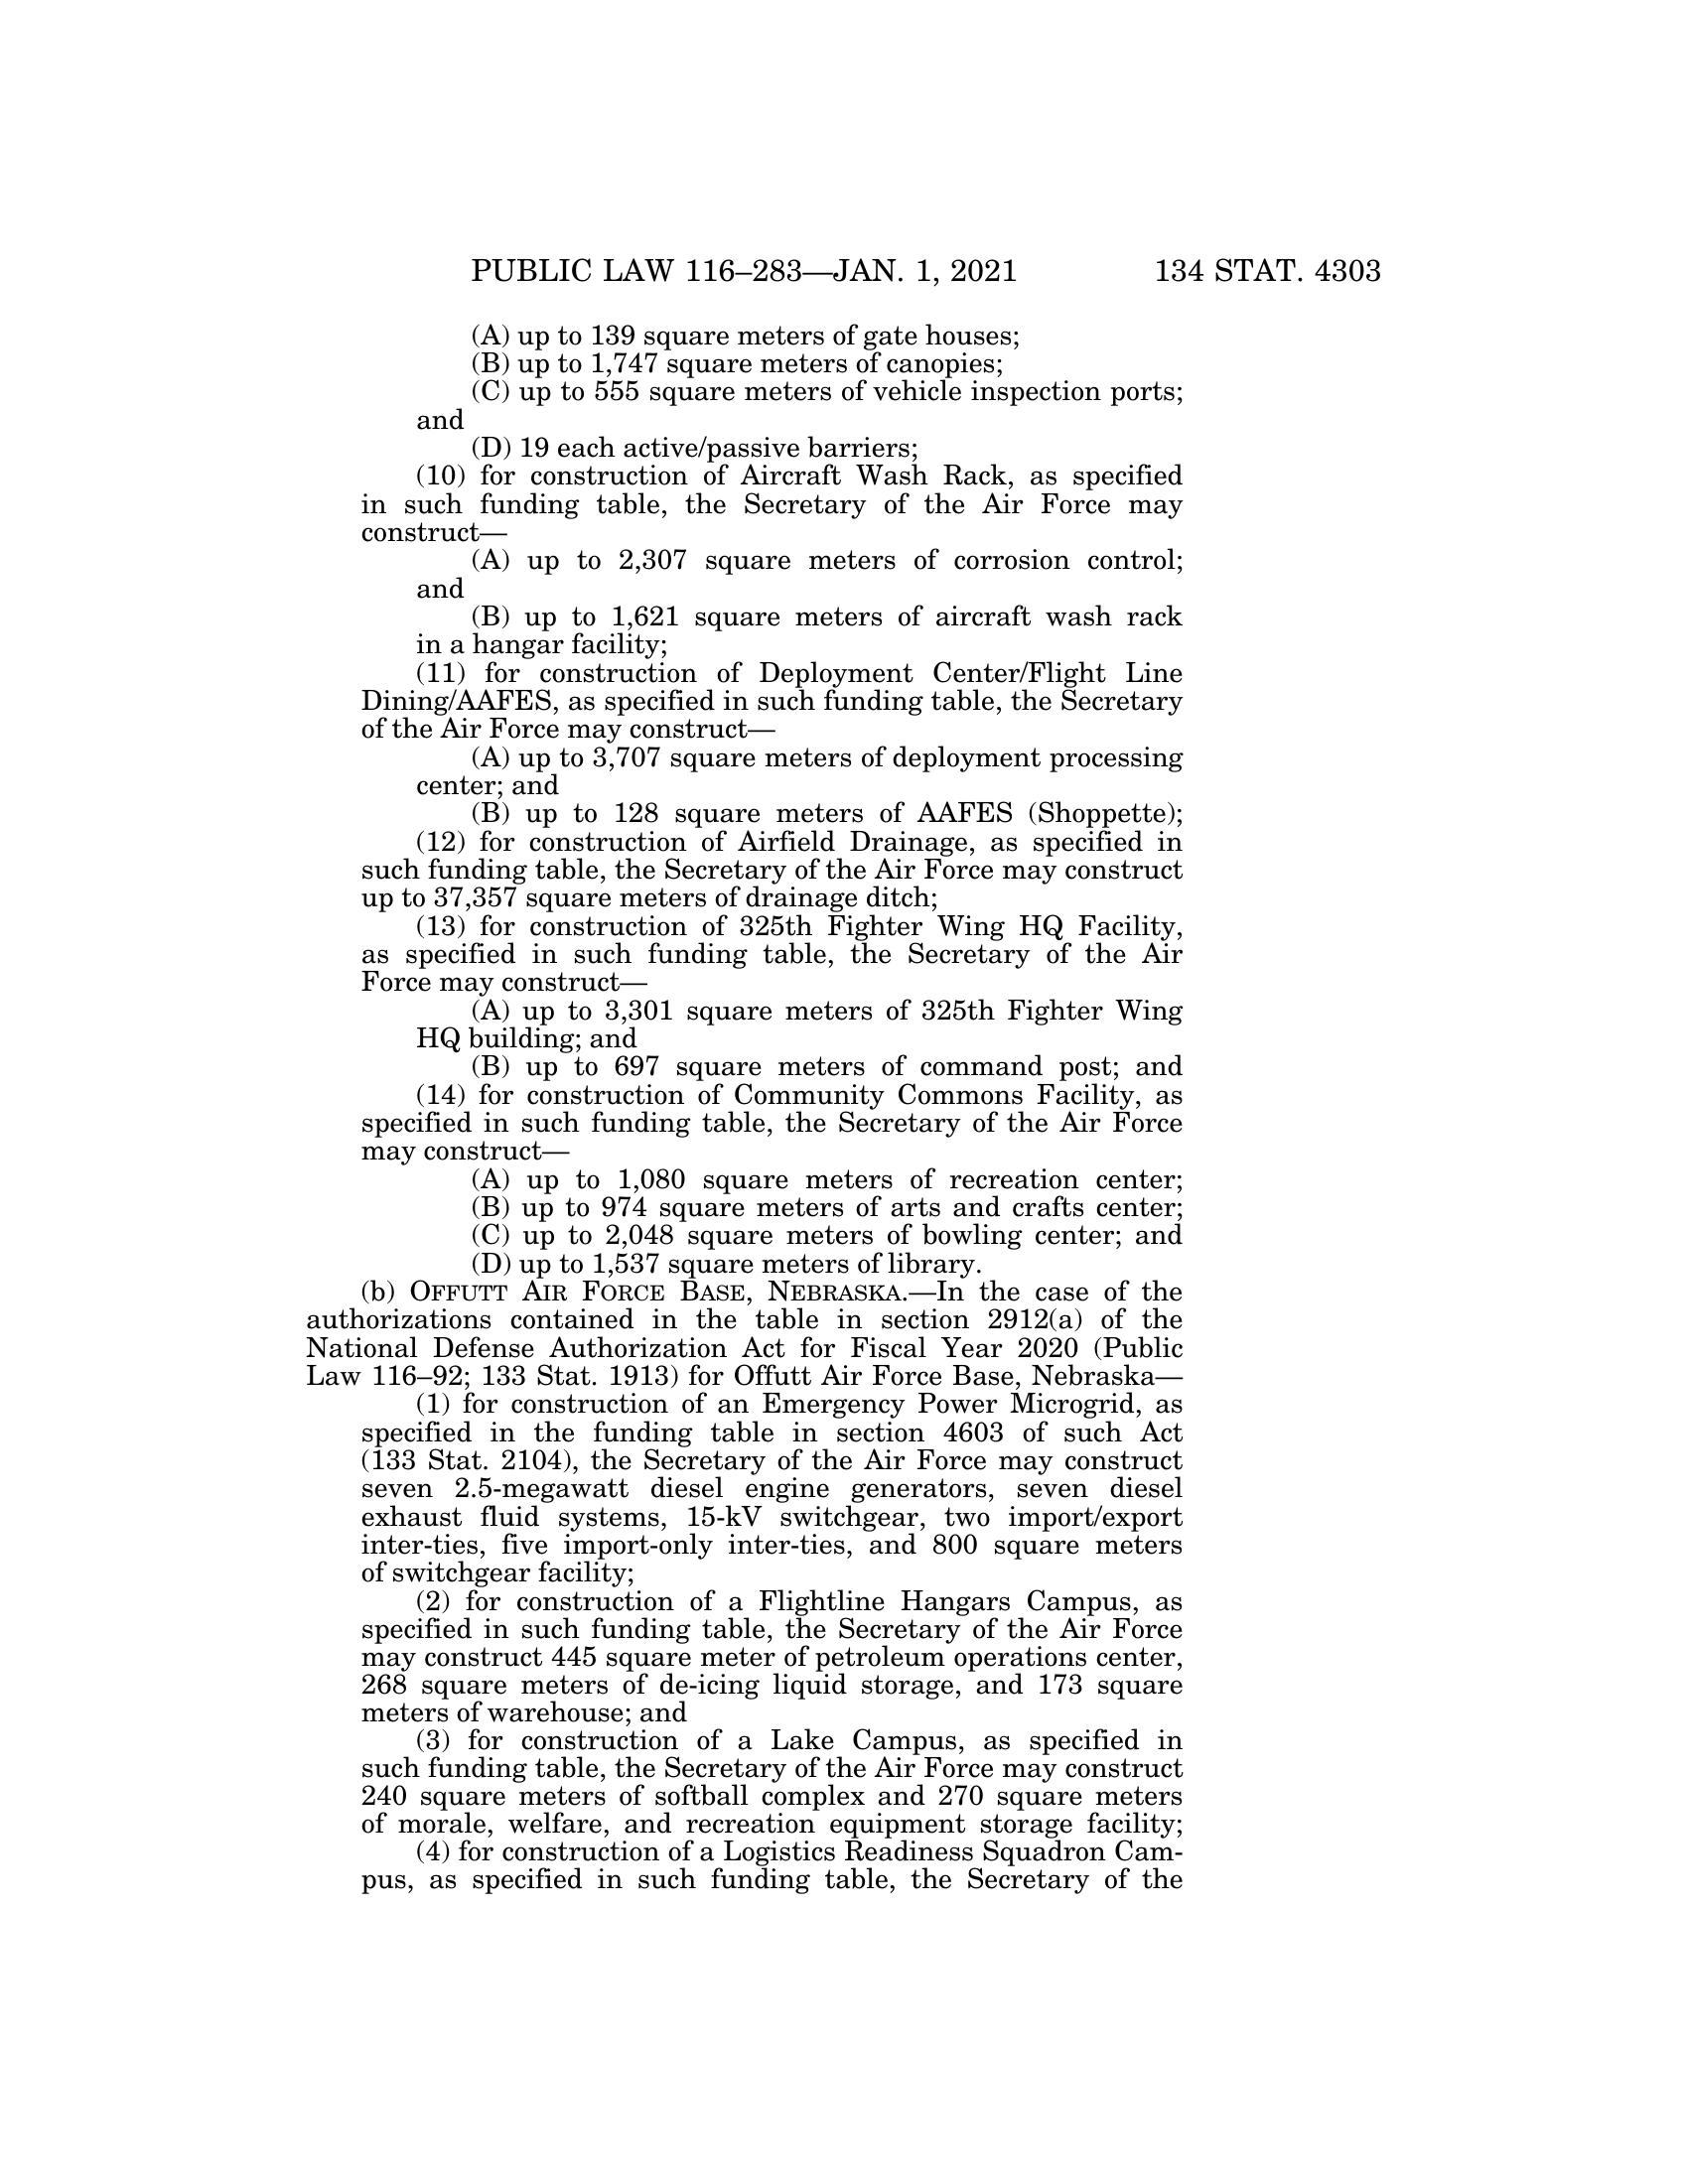 PUBLIC LAW 116–283—JAN. 1, 2021 134 STAT. 4303
(A) up to 139 square meters of gate houses;
(B) up to 1,747 square meters of canopies;
(C) up to 555 square meters of vehicle inspection ports;
and
(D) 19 each active/passive barriers;
(10) for construction of Aircraft Wash Rack, as specified
in such funding table, the Secretary of the Air Force may
construct—
(A) up to 2,307 square meters of corrosion control;
and
(B) up to 1,621 square meters of aircraft wash rack
in a hangar facility;
(11) for construction of Deployment Center/Flight Line
Dining/AAFES, as specified in such funding table, the Secretary
of the Air Force may construct—
(A) up to 3,707 square meters of deployment processing
center; and
(B) up to 128 square meters of AAFES (Shoppette);
(12) for construction of Airfield Drainage, as specified in
such funding table, the Secretary of the Air Force may construct
up to 37,357 square meters of drainage ditch;
(13) for construction of 325th Fighter Wing HQ Facility,
as specified in such funding table, the Secretary of the Air
Force may construct—
(A) up to 3,301 square meters of 325th Fighter Wing
HQ building; and
(B) up to 697 square meters of command post; and
(14) for construction of Community Commons Facility, as
specified in such funding table, the Secretary of the Air Force
may construct—
(A) up to 1,080 square meters of recreation center;
(B) up to 974 square meters of arts and crafts center;
(C) up to 2,048 square meters of bowling center; and
(D) up to 1,537 square meters of library.
(b) OFFUTT AIR FORCE BASE, NEBRASKA.—In the case of the
authorizations contained in the table in section 2912(a) of the
National Defense Authorization Act for Fiscal Year 2020 (Public
Law 116–92; 133 Stat. 1913) for Offutt Air Force Base, Nebraska—
(1) for construction of an Emergency Power Microgrid, as
specified in the funding table in section 4603 of such Act
(133 Stat. 2104), the Secretary of the Air Force may construct
seven 2.5-megawatt diesel engine generators, seven diesel
exhaust fluid systems, 15-kV switchgear, two import/export
inter-ties, five import-only inter-ties, and 800 square meters
of switchgear facility;
(2) for construction of a Flightline Hangars Campus, as
specified in such funding table, the Secretary of the Air Force
may construct 445 square meter of petroleum operations center,
268 square meters of de-icing liquid storage, and 173 square
meters of warehouse; and
(3) for construction of a Lake Campus, as specified in
such funding table, the Secretary of the Air Force may construct
240 square meters of softball complex and 270 square meters
of morale, welfare, and recreation equipment storage facility;
(4) for construction of a Logistics Readiness Squadron Cam-
pus, as specified in such funding table, the Secretary of the